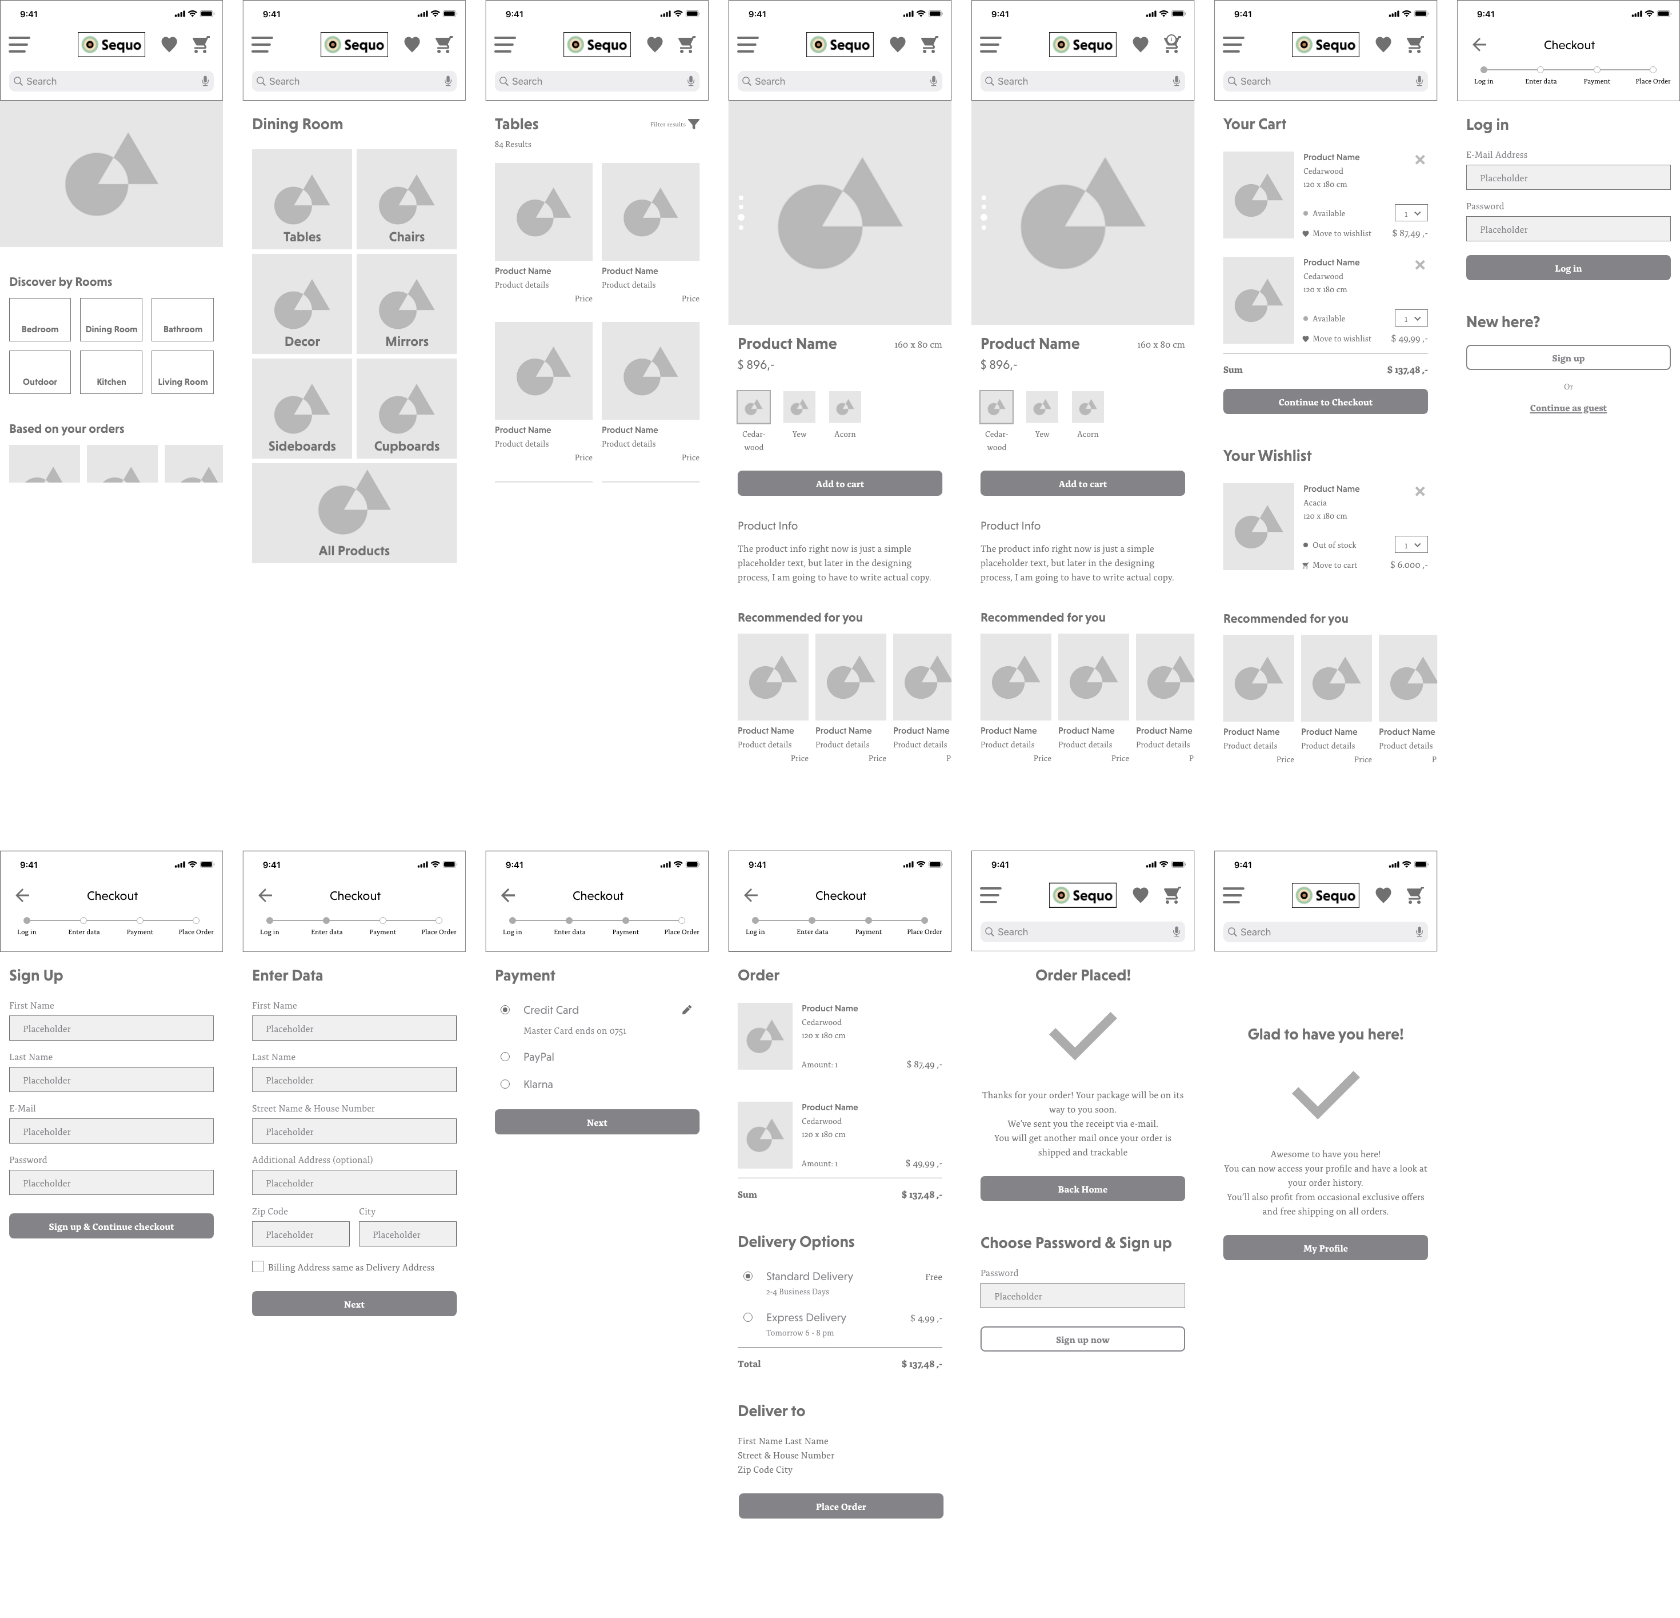 9:41
Sequo
Search
Discover by Rooms
Bedroom
Dining Room
Bathroom
Outdoor
Kitchen
Living Room
Based on your orders
9:41
Sequo
Search
Dining Room
Tables
Chairs
Decor
Mirrors
Sideboards
Cupboards
All Products
9:41
Sequo
Search
Tables
Filter results
84 Results
Product Name
Product details
Price
Product Name
Product details
Price
Product Name
Product details
Price
Product Name
Product details
Price
9:41
Sequo
Search
Product Name
160 x 80 cm
$ 896,-
Cedar-
wood
Yew
Acorn
Add to cart
Product Info
The product info right now is just a simple
placeholder text, but later in the designing
process, I am going to have to write actual copy.
Recommended for you
Product Name
Product details
Price
Product Name
Product details
Price
Product Name
Product details
P
9:41
Sequo
1
Search
Product Name
160 x 80 cm
$ 896,-
Cedar-
wood
Yew
Acorn
Add to cart
Product Info
The product info right now is just a simple
placeholder text, but later in the designing
process, I am going to have to write actual copy.
Recommended for you
Product Name
Product details
Price
Product Name
Product details
Price
Product Name
Product details
P
9:41
Sequo
Search
Your Cart
Product Name
Cedarwood
120 x 180 cm
Available
1
Move to wishlist
$ 87,49 ,-
Product Name
Cedarwood
120 x 180 cm
Available
1
Move to wishlist
$ 49,99 ,-
Sum
$ 137,48 ,-
Continue to Checkout
Your Wishlist
Product Name
Acacia
120 x 180 cm
Out of stock
1
Move to cart
$ 6.000 ,-
Recommended for you
Product Name
Product details
Price
Product Name
Product details
Price
Product Name
Product details
P
9:41
Checkout
Log in
Enter data
Payment
Place Order
Log in
E-Mail Address
Placeholder
Password
Placeholder
Log in
New here?
Sign up
Or
Continue as guest
9:41
Checkout
Log in
Enter data
Payment
Place Order
Sign Up
First Name
Placeholder
Last Name
Placeholder
E-Mail
Placeholder
Password
Placeholder
Sign up & Continue checkout
9:41
Checkout
Log in
Enter data
Payment
Place Order
Enter Data
First Name
Placeholder
Last Name
Placeholder
Street Name & House Number
Placeholder
Additional Address (optional)
Placeholder
Zip Code
City
Placeholder
Placeholder
Billing Address same as Delivery Address
Next
9:41
Checkout
Log in
Enter data
Payment
Place Order
Payment
Credit Card
Master Card ends on 0751
PayPal
Klarna
Next
9:41
Checkout
Log in
Enter data
Payment
Place Order
Order
Product Name
Cedarwood
120 x 180 cm
Amount: 1
$ 87,49 ,-
Product Name
Cedarwood
120 x 180 cm
Amount: 1
$ 49,99 ,-
Sum
$ 137,48 ,-
Delivery Options
Standard Delivery
Free
2-4 Business Days
Express Delivery
$ 4,99 ,-
Tomorrow 6 - 8 pm
Total
$ 137,48 ,-
Deliver to
First Name Last Name
Street & House Number
Zip Code City
Place Order
9:41
Sequo
Search
Order Placed!
Thanks for your order! Your package will be on its
way to you soon.
We've sent you the receipt via e-mail.
You will get another mail once your order is
shipped and trackable
Back Home
Choose Password & Sign up
Password
Placeholder
Sign up now
9:41
Sequo
Search
Glad to have you here!
Awesome to have you here!
You can now access your profile and have a look at
your order history.
You'll also profit from occasional exclusive offers
and free shipping on all orders.
My Profile